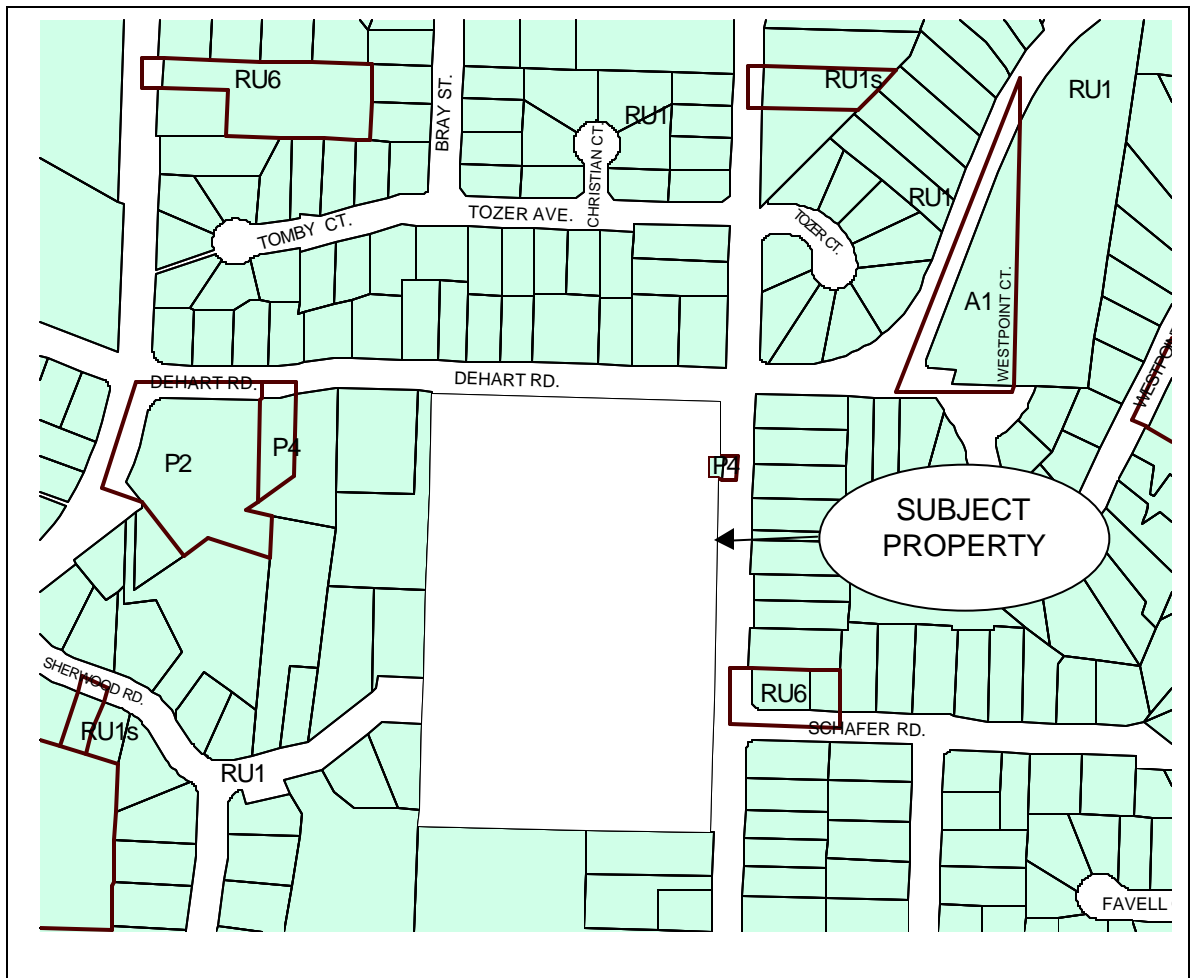 RU6
BRAY ST.
RU1
CHRISTIAN CT
RU1s
RU1
TOZER AVE.
TOMBY CT.
TOZER CT.
RU1
A1
WESTPOINT CT.
DEHART RD.
DEHART RD.
P2
P4
P4
SUBJECT
PROPERTY
SHERWOOD RD.
RU1s
RU1
RU6
SCHAFER RD.
FAVELL